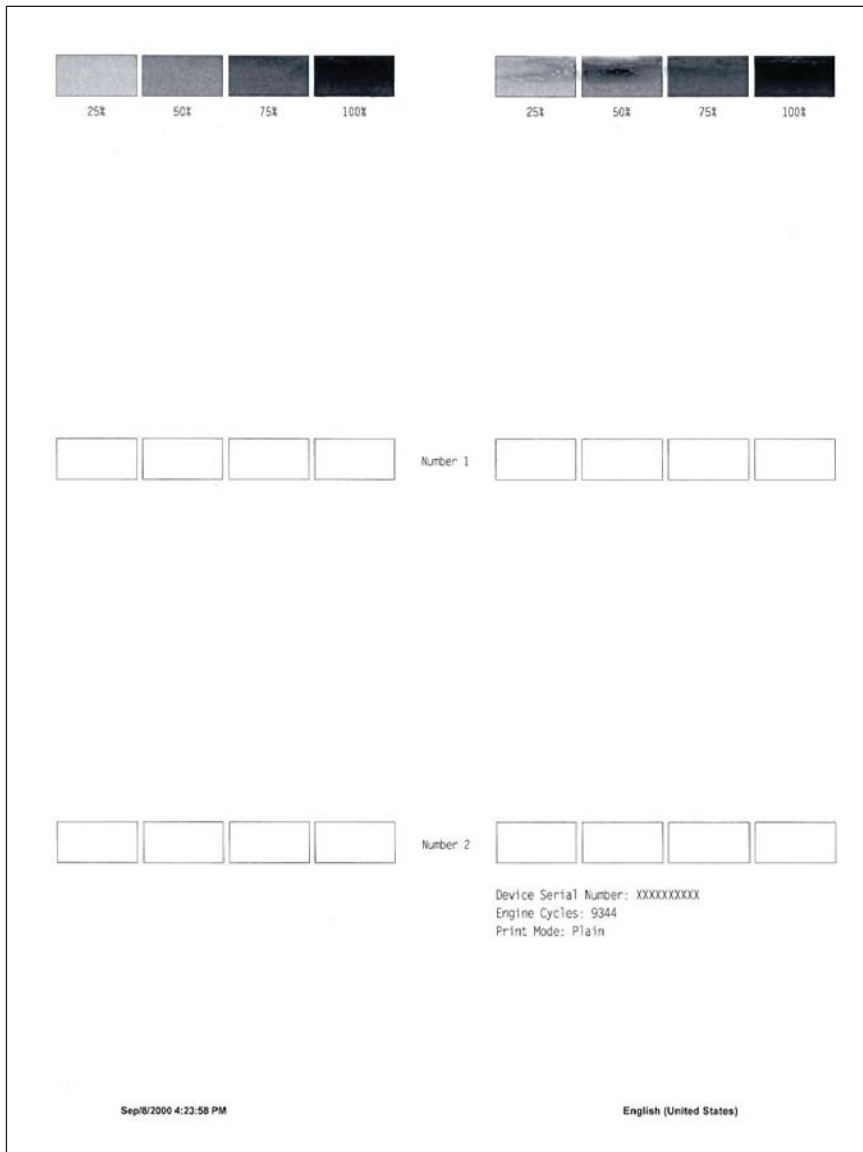 25% 50% 75% 100% 25% 50% 75% 100%
Number 1
Number 2
Device Serial Number: XXXXXXXXXX
Engine Cycles: 9344
Print Mode: Plain
Sep/8/2000 4:23:58 PM English (United States)